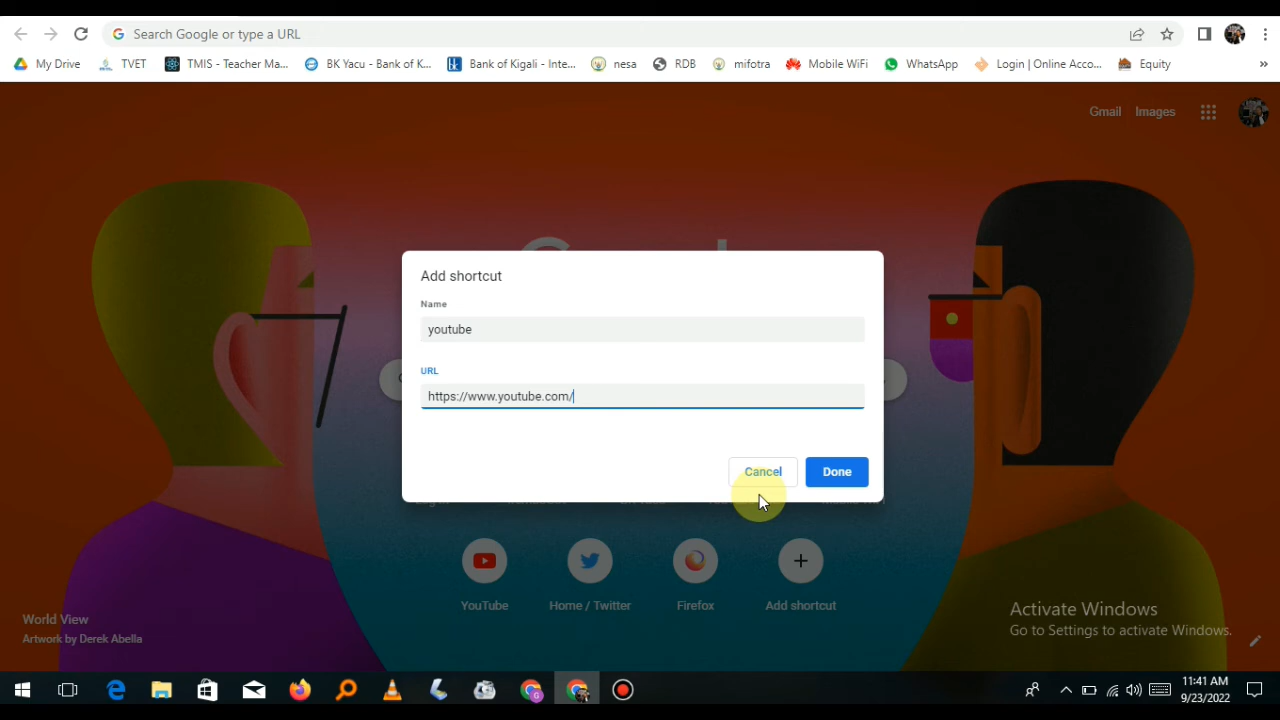 Search Google or type a URL
My Drive
TVET
TMIS - Teacher Ma...
BK Yacu - Bank of K...
Bank of Kigali - Inte...
nesa
RDB
mifotra
Mobile WiFi
WhatsApp
Login | Online Acco...
Equity
»
Gmail
Images
Add shortcut
Name
youtube
URL
https://www.youtube.com/
Cancel
Done
YouTube
Home / Twitter
Firefox
Add shortcut
World View
Artwork by Derek Abella
Activate Windows
Go to Settings to activate Windows.
11:41 AM
9/23/2022